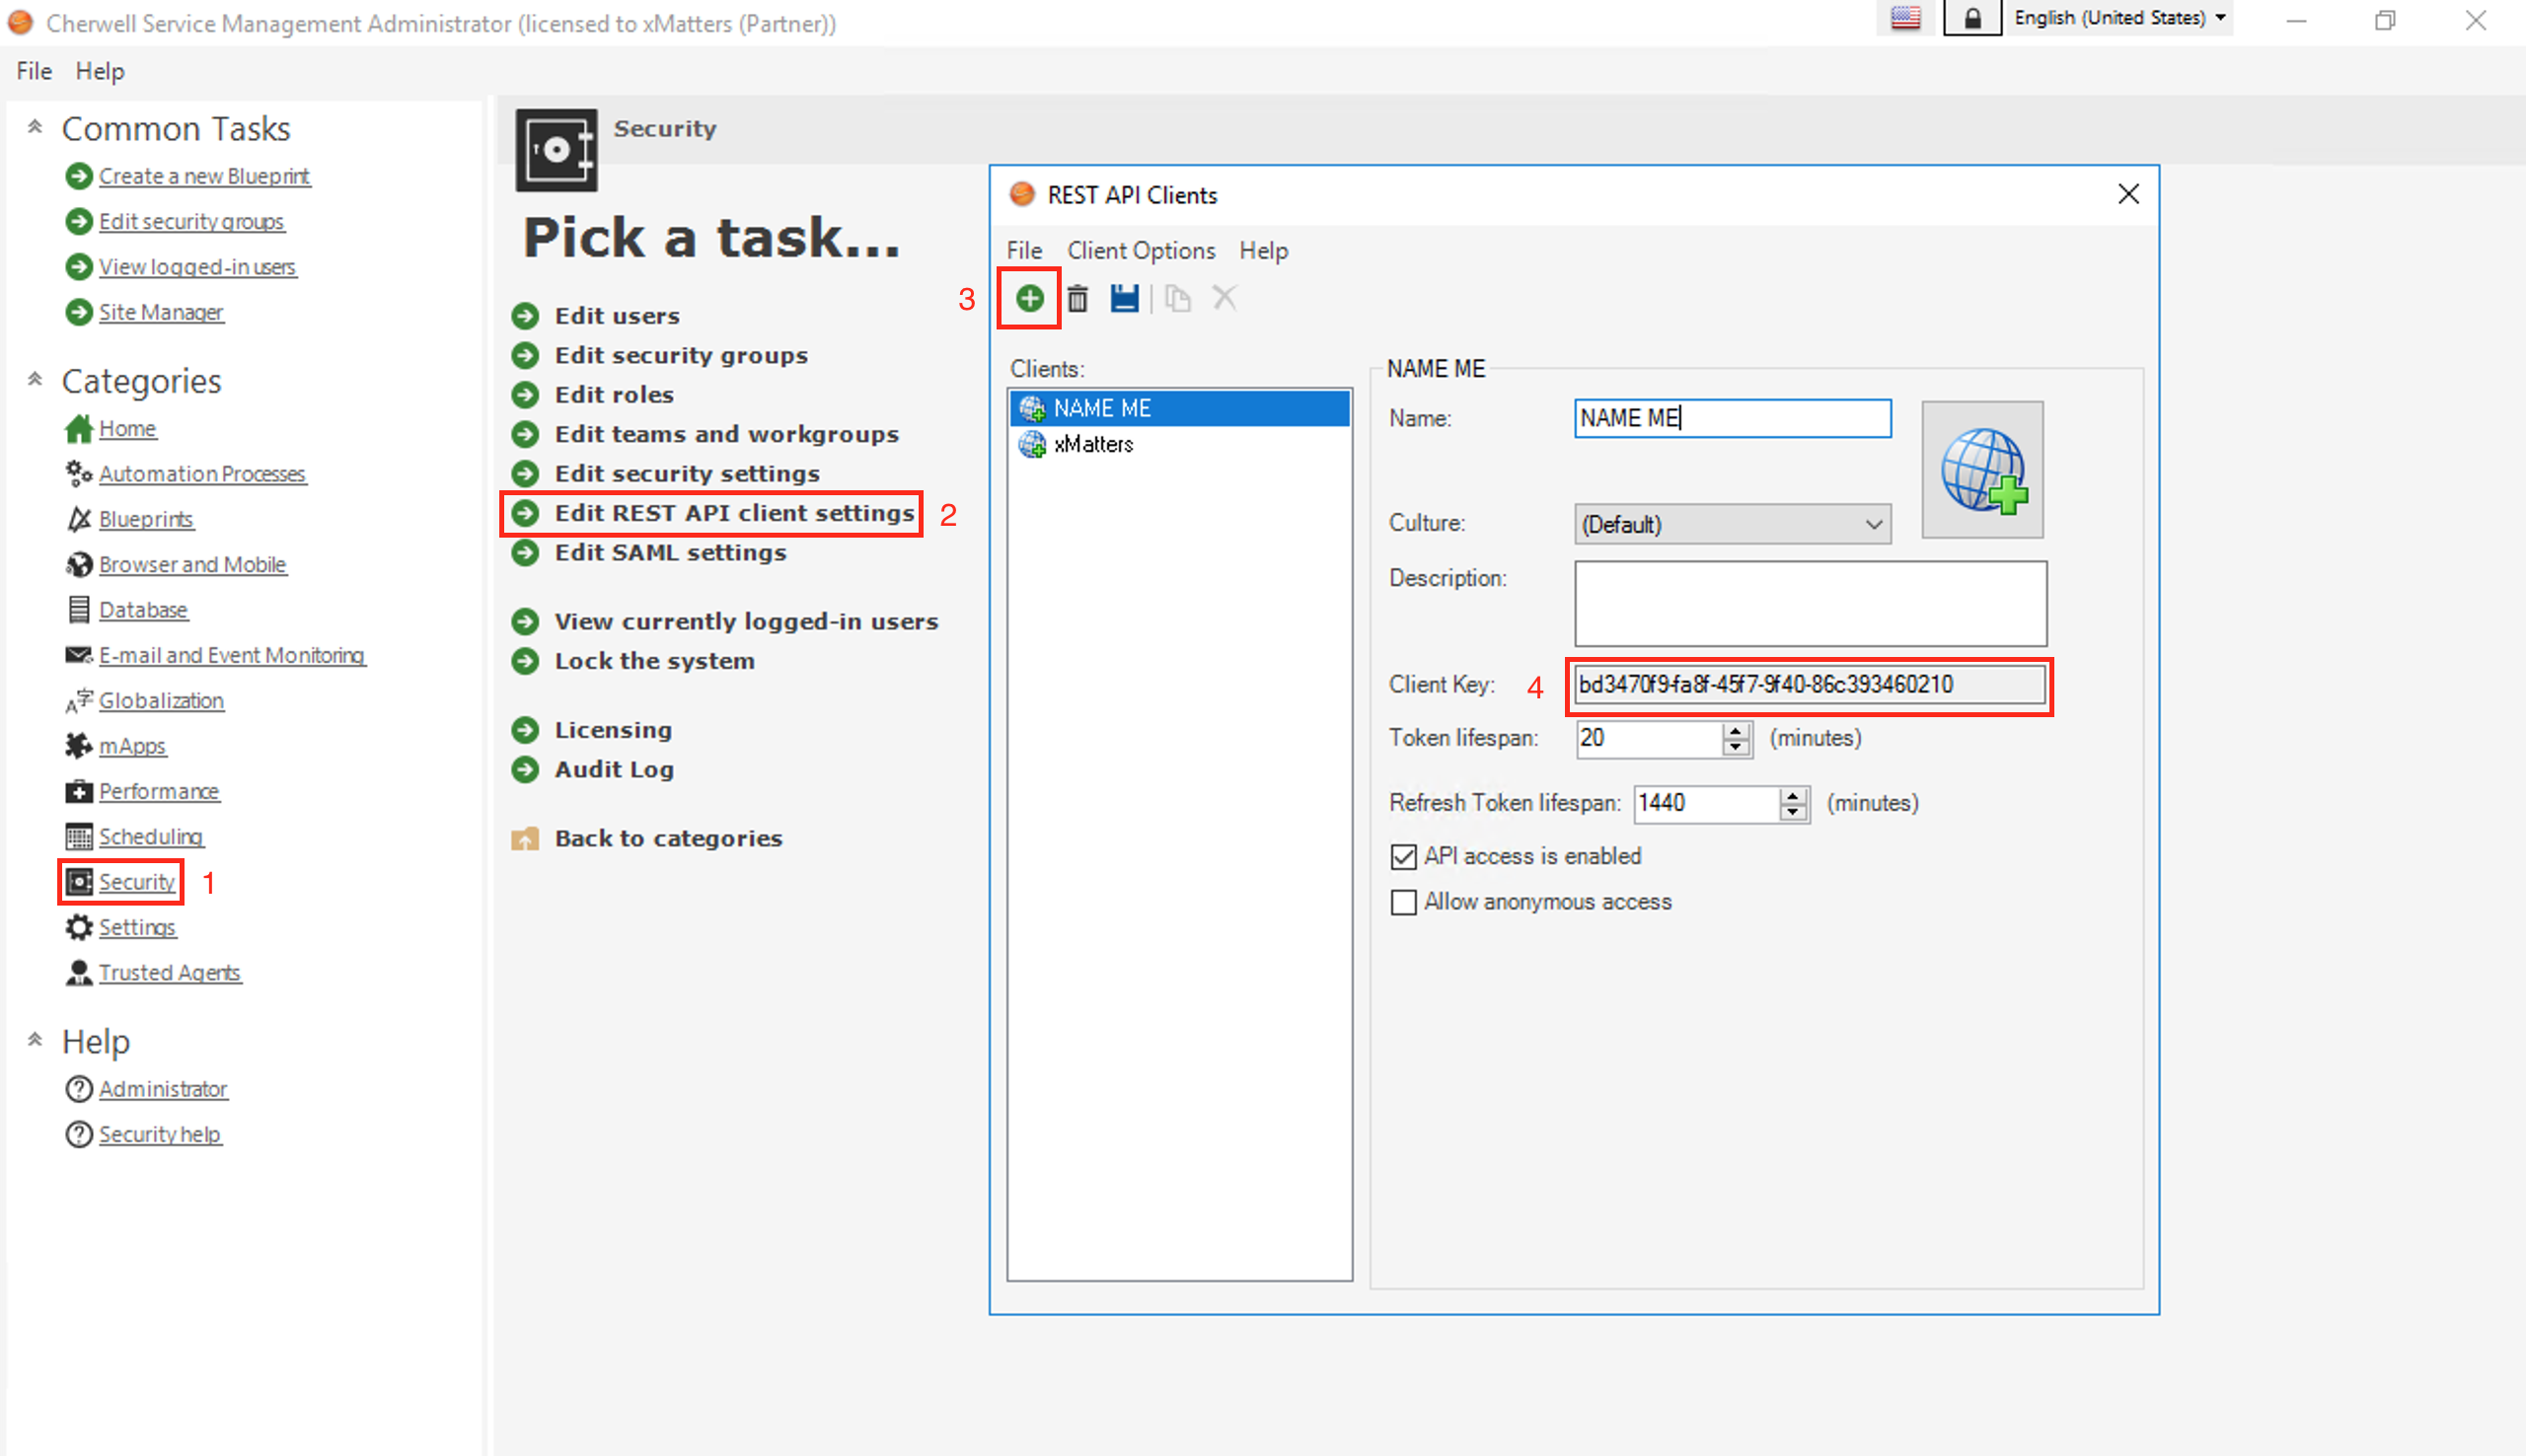 Cherwell Service Management Administrator (licensed to xMatters (Partner))
English (United States)
File Help
Common Tasks
Create a new Blueprint
Edit security groups
View logged-in users
Site Manager
Categories
Home
Automation Processes
Blueprints
Browser and Mobile
Database
E-mail and Event Monitoring
Globalization
mApps
Performance
Scheduling
Security 1
Settings
Trusted Agents
Help
Administrator
Security help
Security
Pick a task...
Edit users
Edit security groups
Edit roles
Edit teams and workgroups
Edit security settings
Edit REST API client settings 2
Edit SAML settings
View currently logged-in users
Lock the system
Licensing
Audit Log
Back to categories
REST API Clients
File Client Options Help
3
Clients:
NAME ME
xMatters
NAME ME
Name: NAME ME
Culture: (Default)
Description:
Client Key: 4 bd3470f9-fa8f-45f7-9f40-86c393460210
Token lifespan: 20 (minutes)
Refresh Token lifespan: 1440 (minutes)
API access is enabled
Allow anonymous access